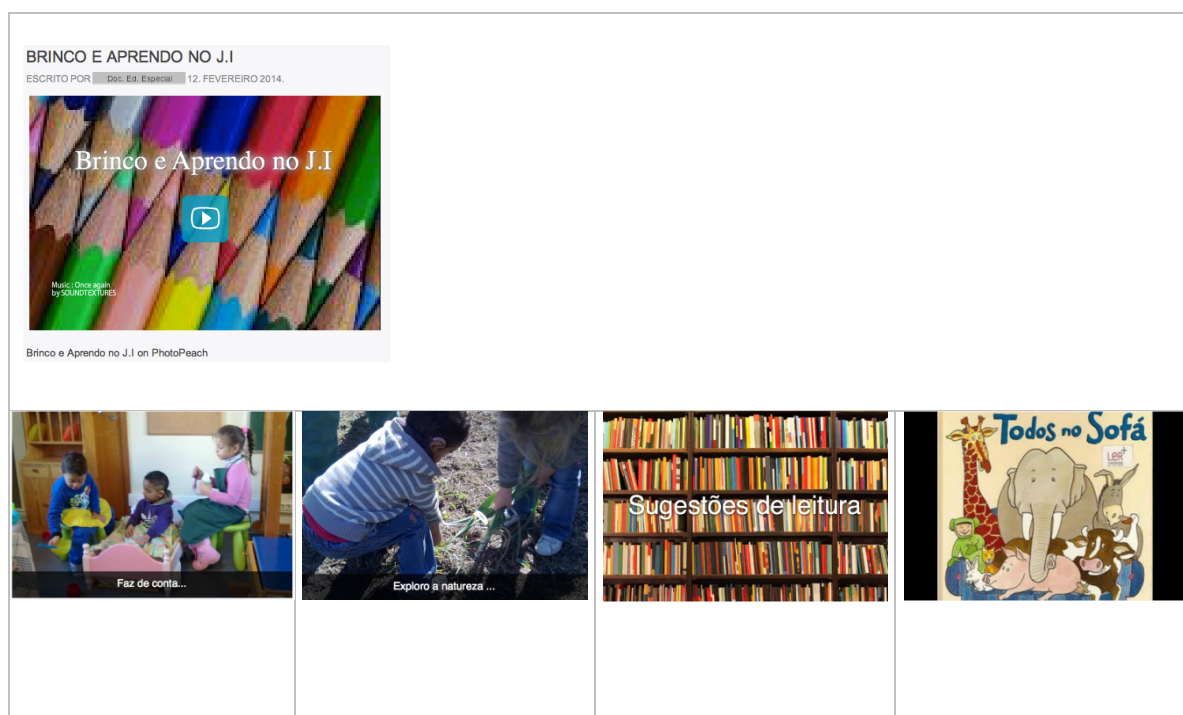 BRINCO E APRENDO NO J.I
ESCRITO POR Doc. Ed. Especial 12. FEVEREIRO 2014.
Brinco e Aprendo no J.I
Music : Once again
by SOUNDTEXTURES
Brinco e Aprendo no J.I on PhotoPeach
Faz de conta...
Exploro a natureza ...
Sugestões de leitura
Todos no Sofá
LER+